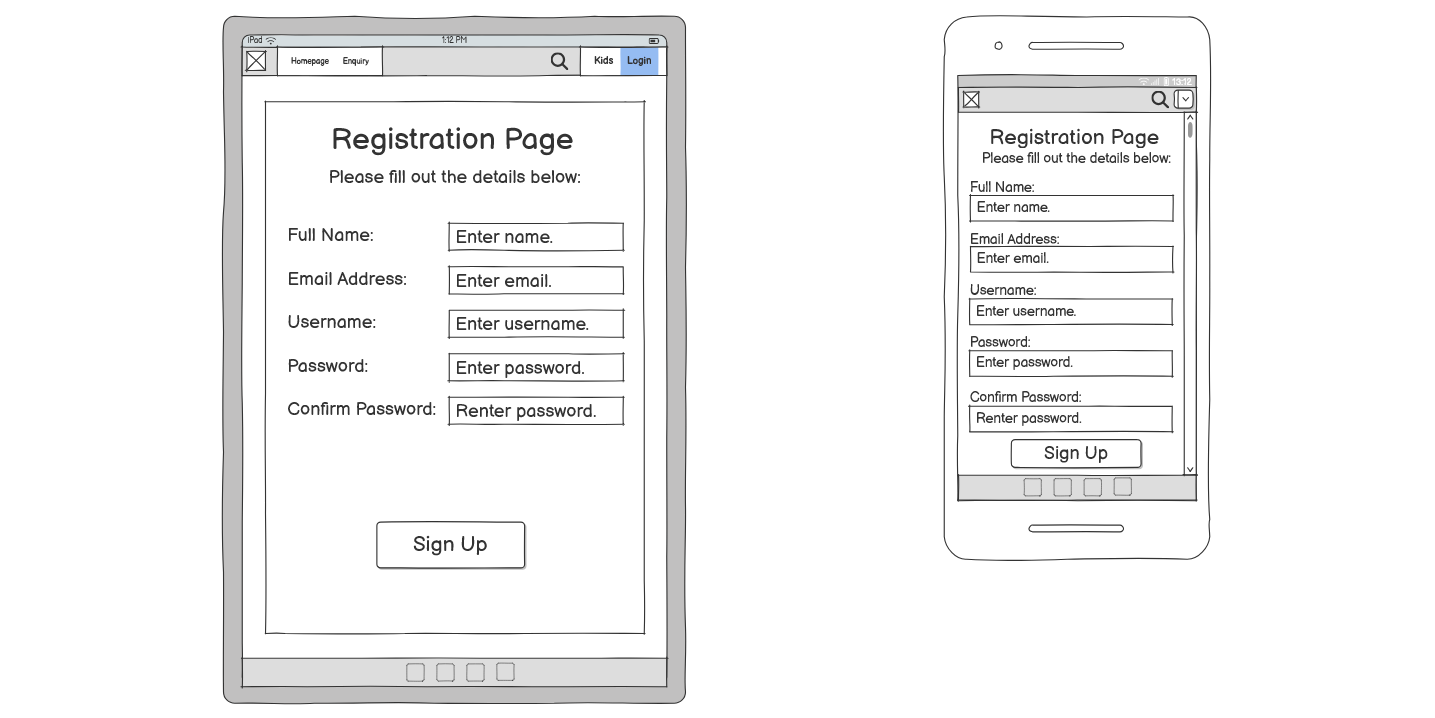 iPod 1:12 PM
Homepage Enquiry Kids Login
Registration Page
Please fill out the details below:
Full Name: Enter name.
Email Address: Enter email.
Username: Enter username.
Password: Enter password.
Confirm Password: Renter password.
Sign Up
13:12
Registration Page
Please fill out the details below:
Full Name:
Enter name.
Email Address:
Enter email.
Username:
Enter username.
Password:
Enter password.
Confirm Password:
Renter password.
Sign Up